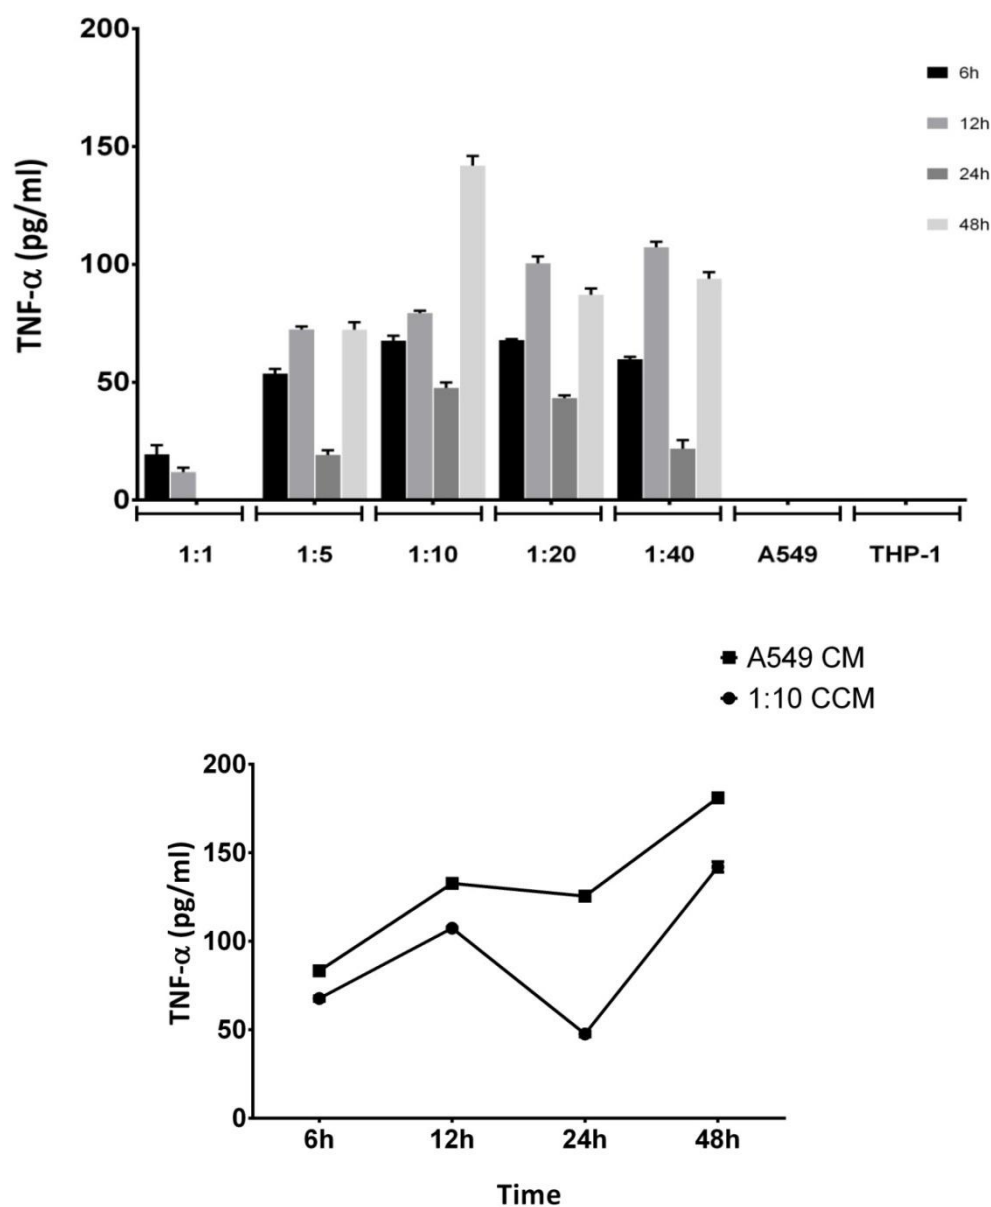 200
150
100
50
0
TNF-α (pg/ml)
6h
12h
24h
48h
1:1 1:5 1:10 1:20 1:40 A549 THP-1
A549 CM
1:10 CCM
200
150
100
50
0
TNF-α (pg/ml)
6h 12h 24h 48h
Time